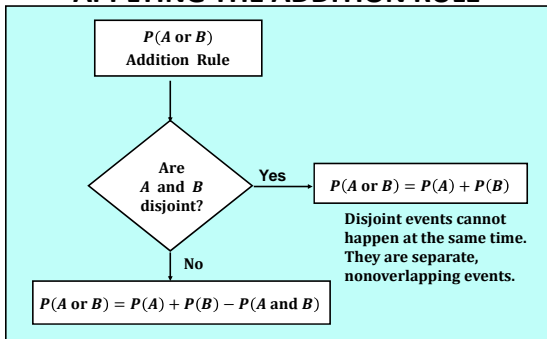 APPLYING THE ADDITION RULE
P(A or B)
Addition Rule
Are
A and B
disjoint?
Yes
P(A or B) = P(A) + P(B)
Disjoint events cannot
happen at the same time.
They are separate,
nonoverlapping events.
No
P(A or B) = P(A) + P(B) − P(A and B)